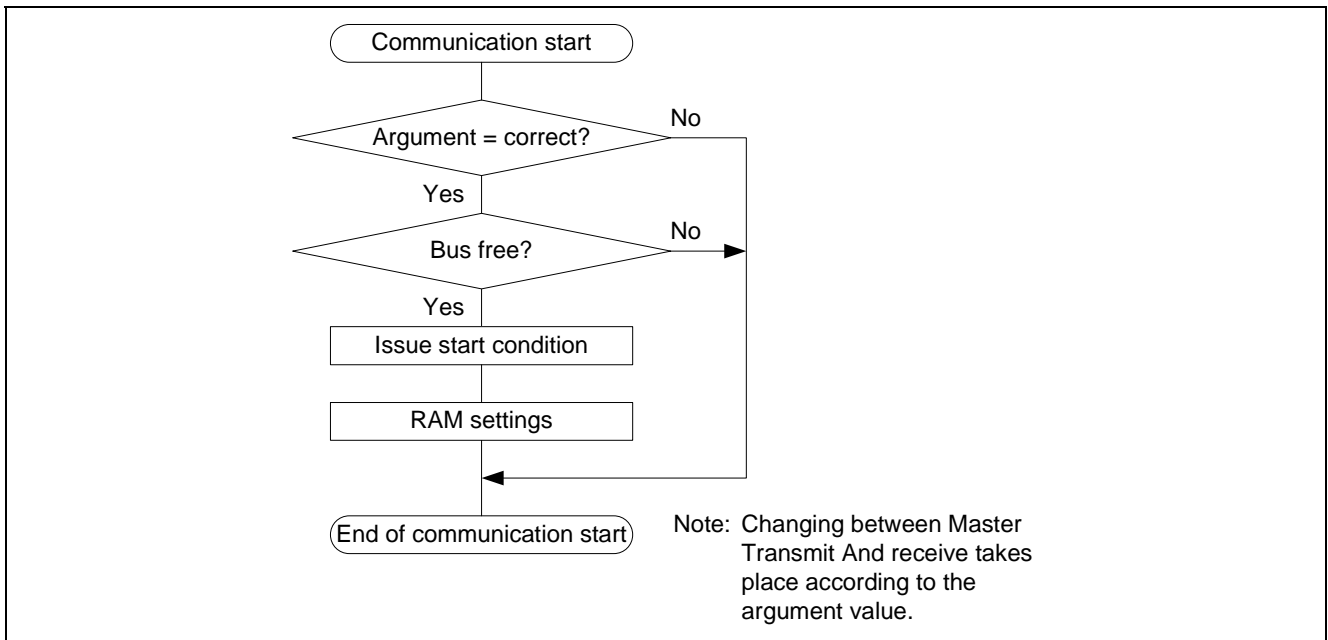 Communication start
No
Argument = correct?
Yes
No
Bus free?
Yes
Issue start condition
RAM settings
End of communication start
Note: Changing between Master
Transmit And receive takes
place according to the
argument value.